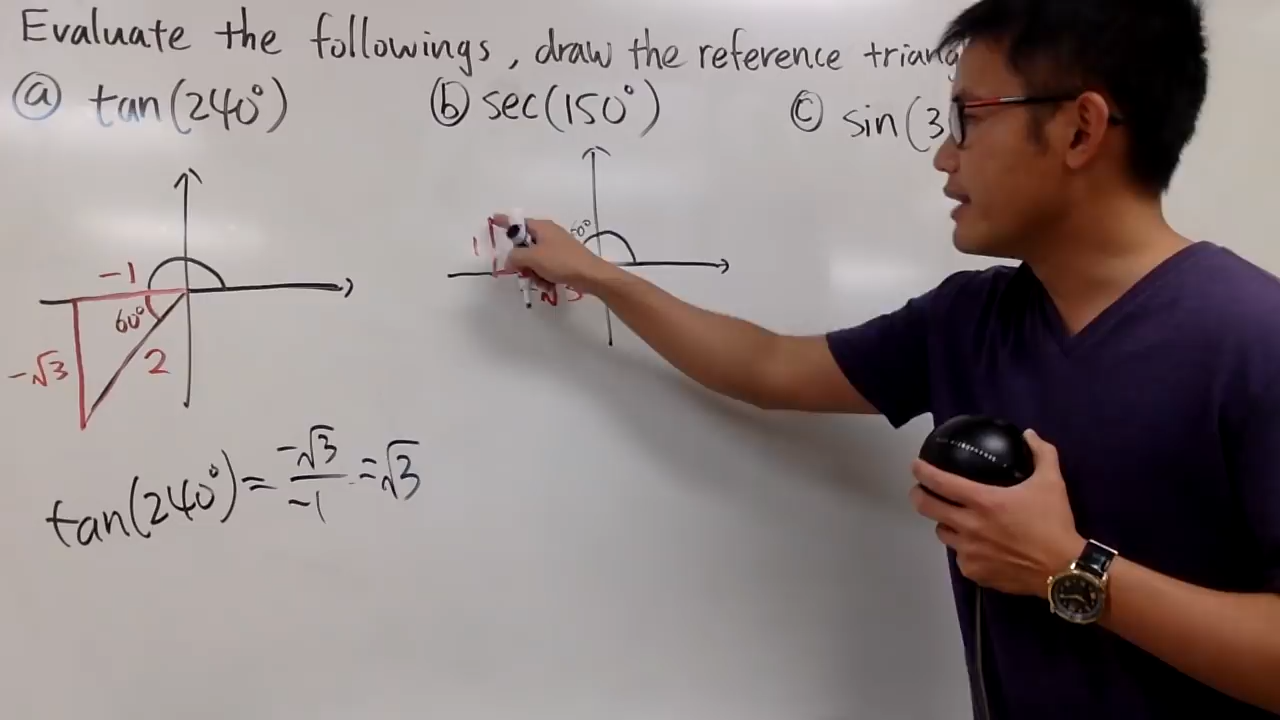 Evaluate the followings, draw the reference
ⓐ tan(240°)
ⓑ sec(150°)
ⓒ sin(3
-1
60°
-√3
2
1
tan(240°) = -√3/-1 = √3